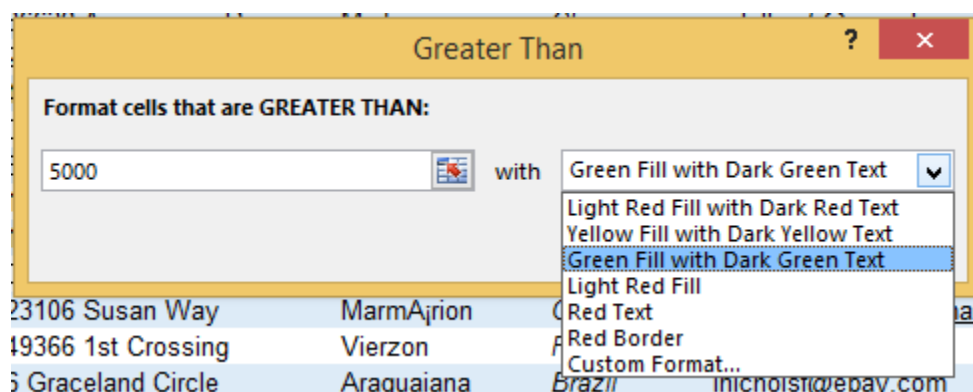 Greater Than ?
Format cells that are GREATER THAN:
5000 with Green Fill with Dark Green Text
Light Red Fill with Dark Red Text
Yellow Fill with Dark Yellow Text
Green Fill with Dark Green Text
Light Red Fill
Red Text
Red Border
Custom Format...
23106 Susan Way MarmA¡rion
49366 1st Crossing Vierzon
6 Graceland Circle Araguaiana Brazil lnicholsf@ebay.com